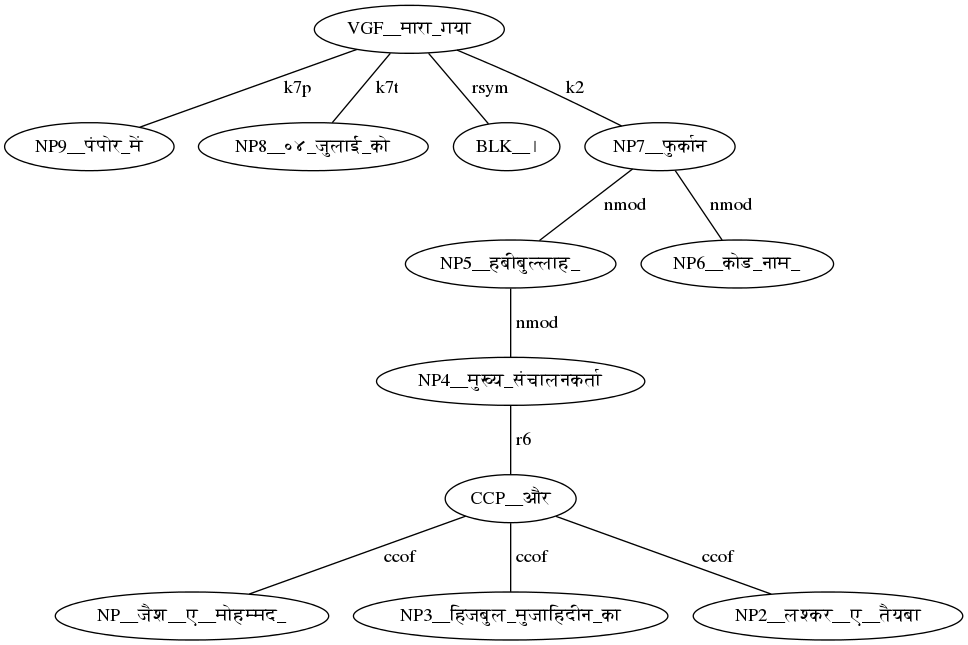 VGF__मारा_गया
k7p k7t rsym k2
NP9__पंपोर_में NP8__०४_जुलाई_को BLK__। NP7__फुर्कान
nmod nmod
NP5__हबीबुल्लाह_ NP6__कोड_नाम_
nmod
NP4__मुख्य_संचालनकर्ता
r6
CCP__और
ccof ccof ccof
NP__जैश__ए__मोहम्मद_ NP3__हिजबुल_मुजाहिदीन_का NP2__लश्कर__ए__तैयबा